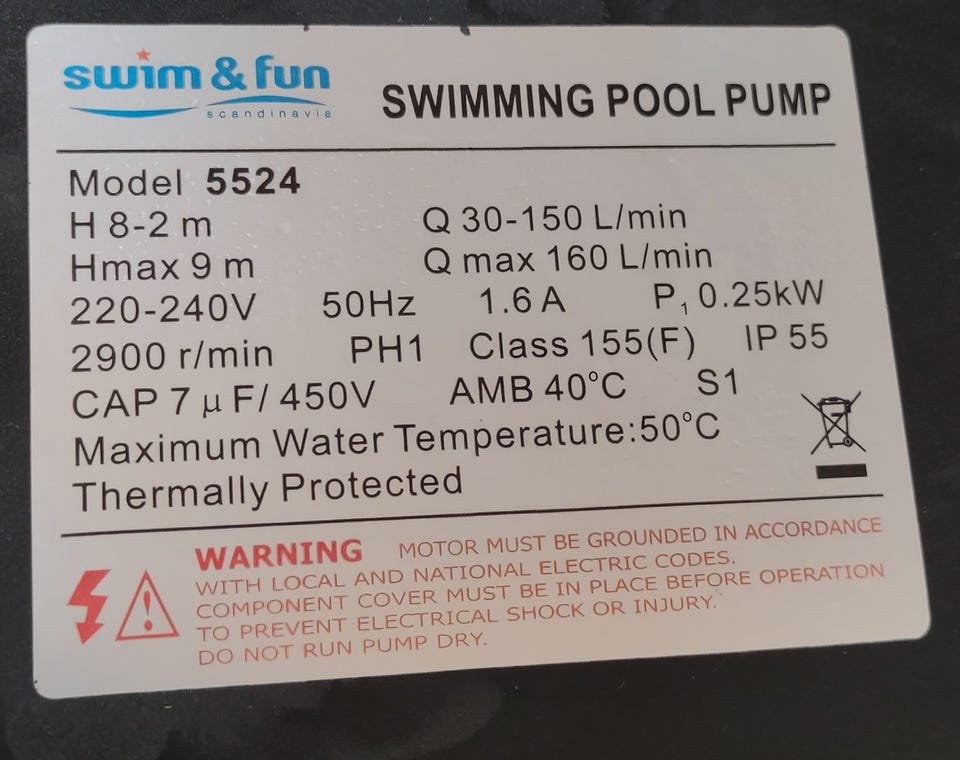 swim & fun
scandinavia
SWIMMING POOL PUMP
Model 5524
H 8-2 m Q 30-150 L/min
Hmax 9 m Q max 160 L/min
220-240V 50Hz 1.6 A P₁ 0.25kW
2900 r/min PH1 Class 155(F) IP 55
CAP 7 μF/ 450V AMB 40°C S1
Maximum Water Temperature:50°C
Thermally Protected
WARNING MOTOR MUST BE GROUNDED IN ACCORDANCE
WITH LOCAL AND NATIONAL ELECTRIC CODES.
COMPONENT COVER MUST BE IN PLACE BEFORE OPERATION
TO PREVENT ELECTRICAL SHOCK OR INJURY.
DO NOT RUN PUMP DRY.